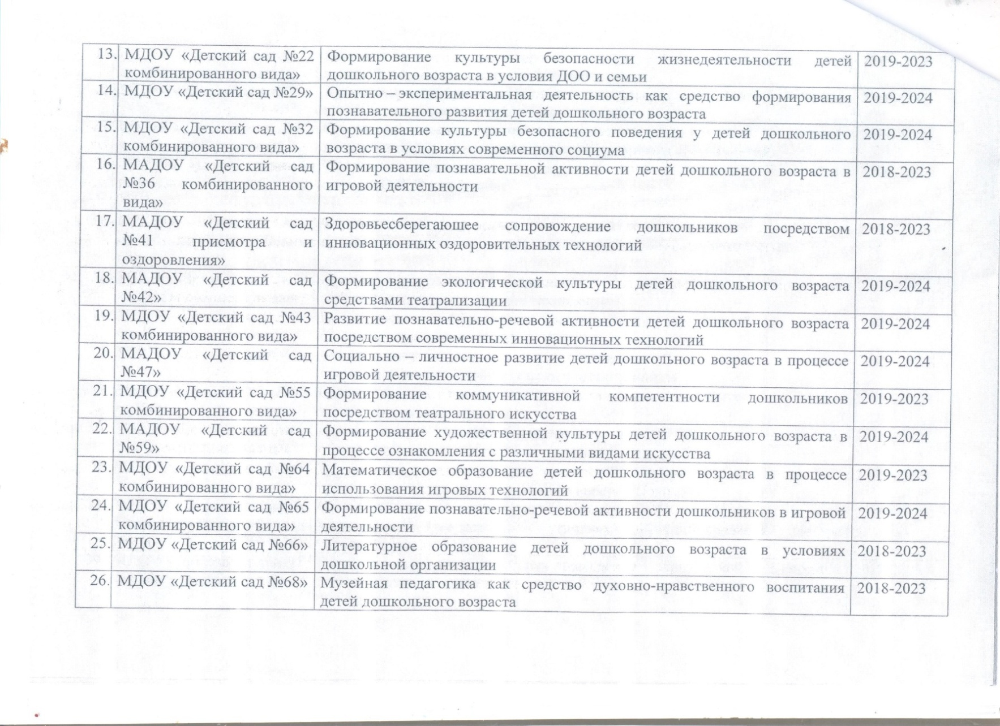 13. МДОУ «Детский сад №22 Формирование культуры безопасности жизнедеятельности детей 2019-2023
комбинированного вида» дошкольного возраста в условия ДОО и семьи
14. МДОУ «Детский сад №29» Опытно – экспериментальная деятельность как средство формирования 2019-2024
познавательного развития детей дошкольного возраста
15. МДОУ «Детский сад №32 Формирование культуры безопасного поведения у детей дошкольного 2019-2024
комбинированного вида» возраста в условиях современного социума
16. МАДОУ «Детский сад Формирование познавательной активности детей дошкольного возраста в 2018-2023
№36 комбинированного игровой деятельности
вида»
17. МАДОУ «Детский сад Здоровьесберегаюшее сопровождение дошкольников посредством 2018-2023
№41 присмотра и инновационных оздоровительных технологий
оздоровления»
18. МАДОУ «Детский сад Формирование экологической культуры детей дошкольного возраста 2019-2024
№42» средствами театрализации
19. МДОУ «Детский сад №43 Развитие познавательно-речевой активности детей дошкольного возраста 2019-2024
комбинированного вида» посредством современных инновационных технологий
20. МАДОУ «Детский сад Социально – личностное развитие детей дошкольного возраста в процессе 2019-2024
№47» игровой деятельности
21. МДОУ «Детский сад №55 Формирование коммуникативной компетентности дошкольников 2019-2023
комбинированного вида» посредством театрального искусства
22. МАДОУ «Детский сад Формирование художественной культуры детей дошкольного возраста в 2019-2024
№59» процессе ознакомления с различными видами искусства
23. МДОУ «Детский сад №64 Математическое образование детей дошкольного возраста в процессе 2019-2023
комбинированного вида» использования игровых технологий
24. МДОУ «Детский сад №65 Формирование познавательно-речевой активности дошкольников в игровой 2019-2024
комбинированного вида» деятельности
25. МДОУ «Детский сад №66» Литературное образование детей дошкольного возраста в условиях 2018-2023
дошкольной организации
26. МДОУ «Детский сад №68» Музейная педагогика как средство духовно-нравственного воспитания 2018-2023
детей дошкольного возраста